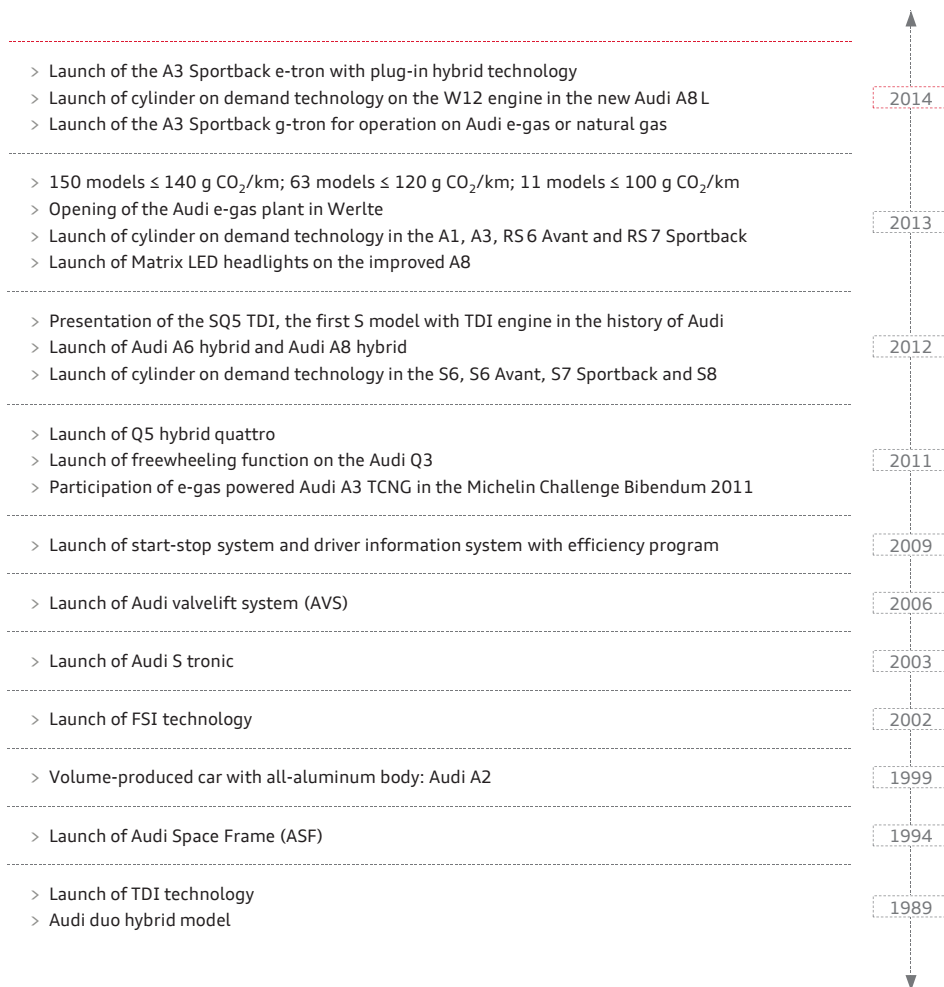 > Launch of the A3 Sportback e-tron with plug-in hybrid technology
> Launch of cylinder on demand technology on the W12 engine in the new Audi A8 L
> Launch of the A3 Sportback g-tron for operation on Audi e-gas or natural gas
2014
> 150 models ≤ 140 g CO₂/km; 63 models ≤ 120 g CO₂/km; 11 models ≤ 100 g CO₂/km
> Opening of the Audi e-gas plant in Werlte
> Launch of cylinder on demand technology in the A1, A3, RS 6 Avant and RS 7 Sportback
> Launch of Matrix LED headlights on the improved A8
2013
> Presentation of the SQ5 TDI, the first S model with TDI engine in the history of Audi
> Launch of Audi A6 hybrid and Audi A8 hybrid
> Launch of cylinder on demand technology in the S6, S6 Avant, S7 Sportback and S8
2012
> Launch of Q5 hybrid quattro
> Launch of freewheeling function on the Audi Q3
> Participation of e-gas powered Audi A3 TCNG in the Michelin Challenge Bibendum 2011
2011
> Launch of start-stop system and driver information system with efficiency program
2009
> Launch of Audi valvelift system (AVS)
2006
> Launch of Audi S tronic
2003
> Launch of FSI technology
2002
> Volume-produced car with all-aluminum body: Audi A2
1999
> Launch of Audi Space Frame (ASF)
1994
> Launch of TDI technology
> Audi duo hybrid model
1989